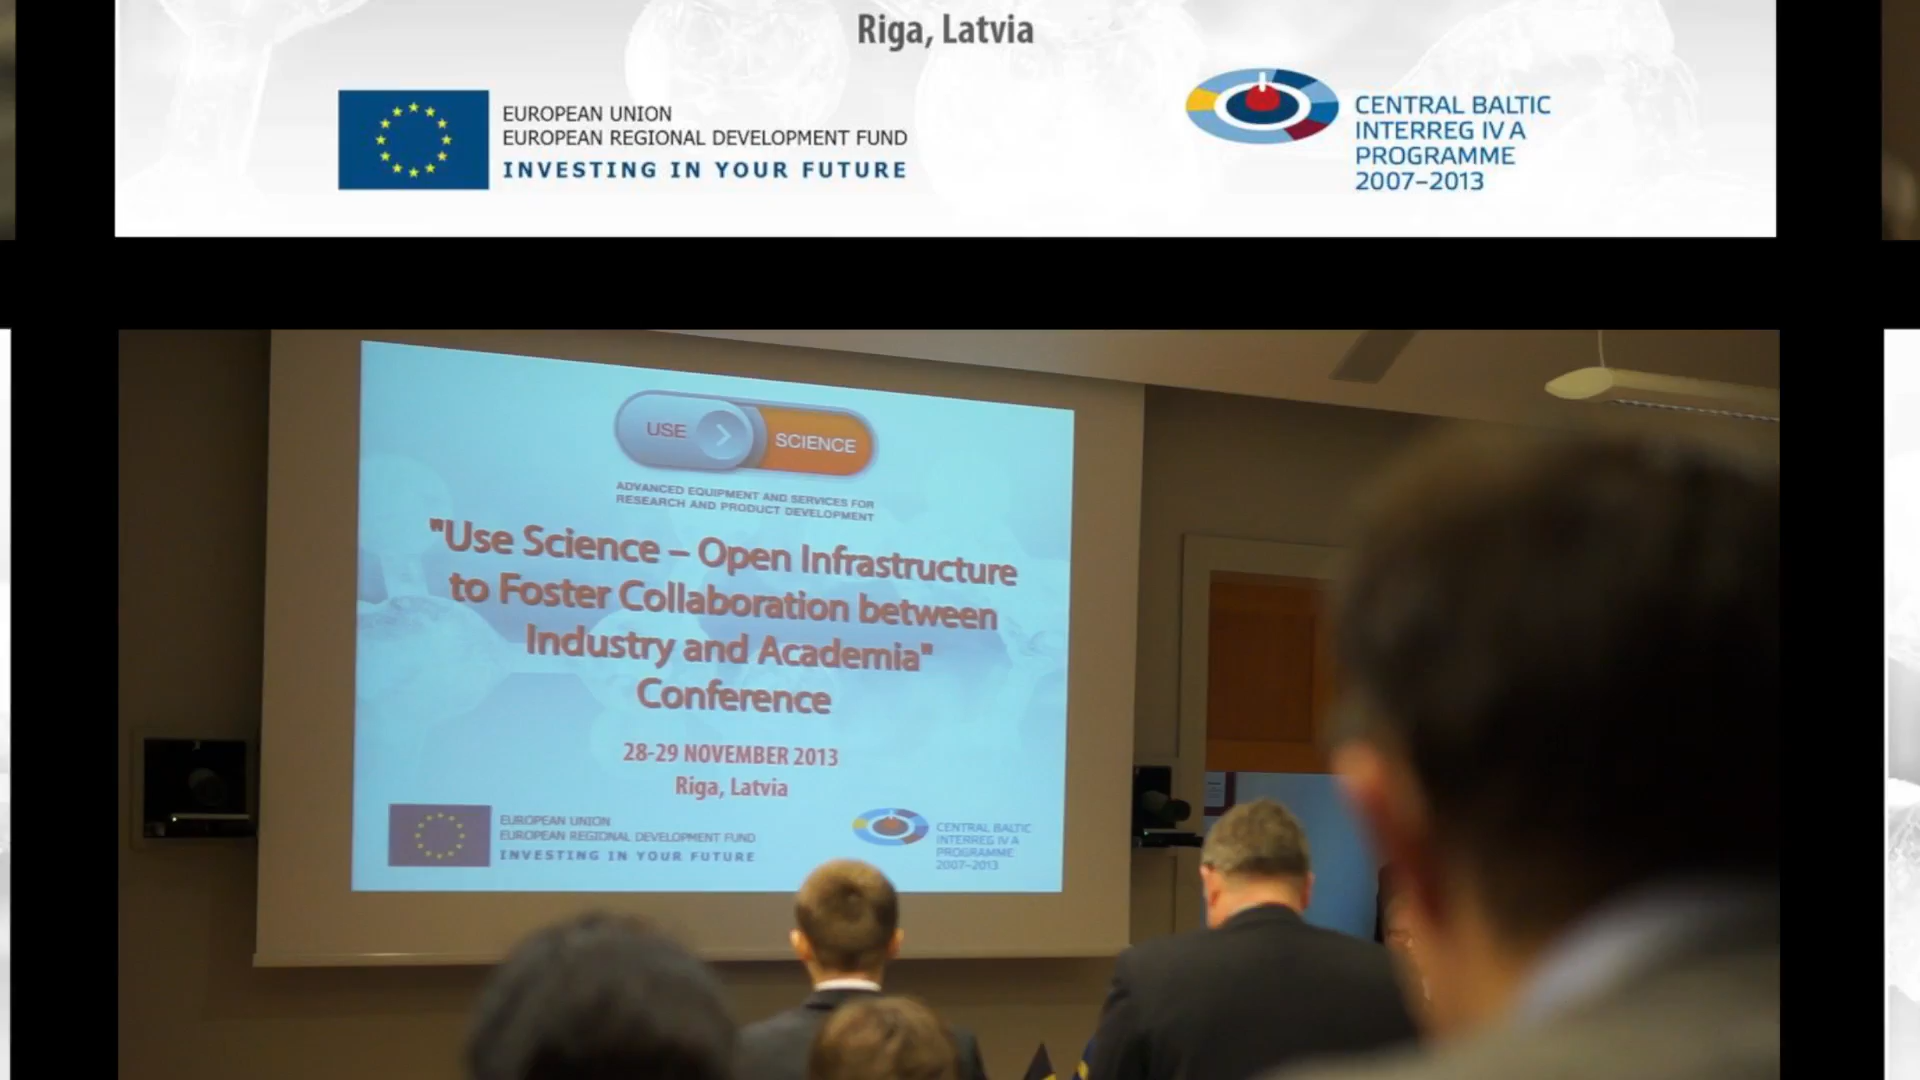 Riga, Latvia
EUROPEAN UNION
EUROPEAN REGIONAL DEVELOPMENT FUND
INVESTING IN YOUR FUTURE
CENTRAL BALTIC
INTERREG IV A
PROGRAMME
2007–2013
USE
SCIENCE
ADVANCED EQUIPMENT AND SERVICES FOR
RESEARCH AND PRODUCT DEVELOPMENT
"Use Science – Open Infrastructure
to Foster Collaboration between
Industry and Academia"
Conference
28-29 NOVEMBER 2013
Riga, Latvia
EUROPEAN UNION
EUROPEAN REGIONAL DEVELOPMENT FUND
INVESTING IN YOUR FUTURE
CENTRAL BALTIC
INTERREG IV A
PROGRAMME
2007–2013